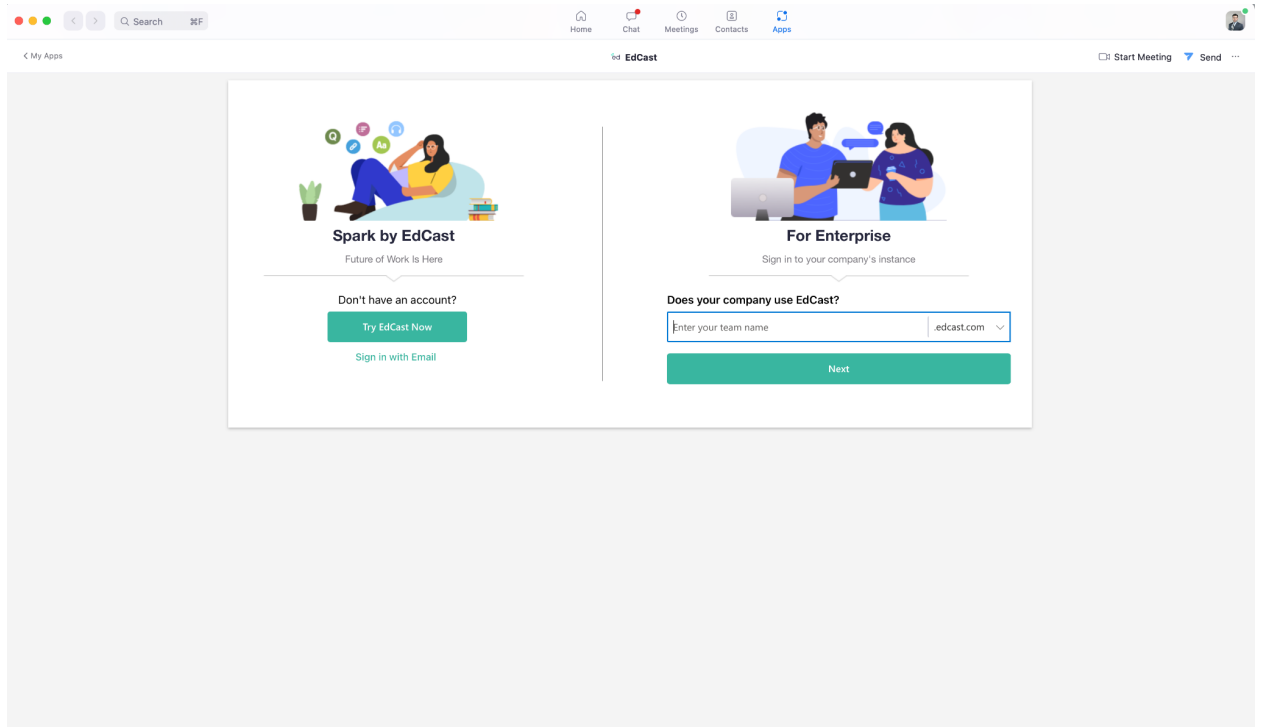 Search ⌘F
Home
Chat
Meetings
Contacts
Apps
My Apps
EdCast
Start Meeting
Send
Q
Aa
Spark by EdCast
Future of Work Is Here
Don't have an account?
Try EdCast Now
Sign in with Email
For Enterprise
Sign in to your company's instance
Does your company use EdCast?
Enter your team name
.edcast.com
Next